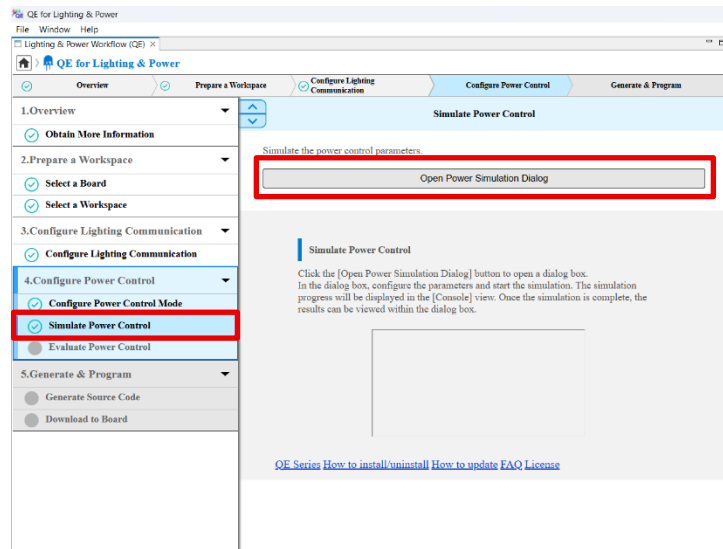 QE for Lighting & Power
File Window Help
Lighting & Power Workflow (QE)
QE for Lighting & Power
Overview
Prepare a Workspace
Configure Lighting
Communication
Configure Power Control
Generate & Program
1.Overview
Obtain More Information
2.Prepare a Workspace
Select a Board
Select a Workspace
3.Configure Lighting Communication
Configure Lighting Communication
4.Configure Power Control
Configure Power Control Mode
Simulate Power Control
Evaluate Power Control
5.Generate & Program
Generate Source Code
Download to Board
Simulate Power Control
Simulate the power control parameters.
Open Power Simulation Dialog
Simulate Power Control
Click the [Open Power Simulation Dialog] button to open a dialog box.
In the dialog box, configure the parameters and start the simulation. The simulation
progress will be displayed in the [Console] view. Once the simulation is complete, the
results can be viewed within the dialog box.
QE Series How to install/uninstall How to update FAQ License